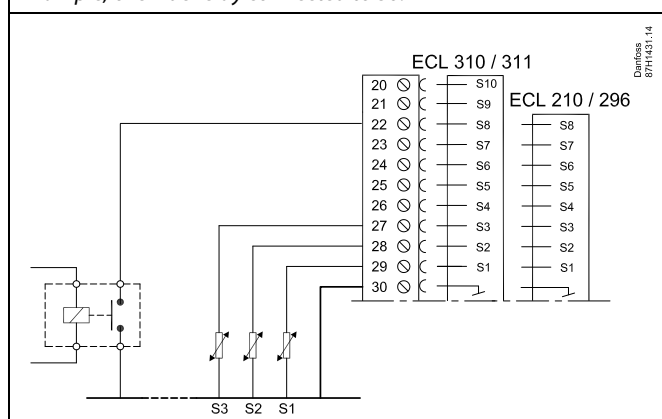 Danfoss
87H1431.14
ECL 310 / 311
ECL 210 / 296
20 S10
21 S9
22 S8 S8
23 S7 S7
24 S6 S6
25 S5 S5
26 S4 S4
27 S3 S3
28 S2 S2
29 S1 S1
30
S3 S2 S1